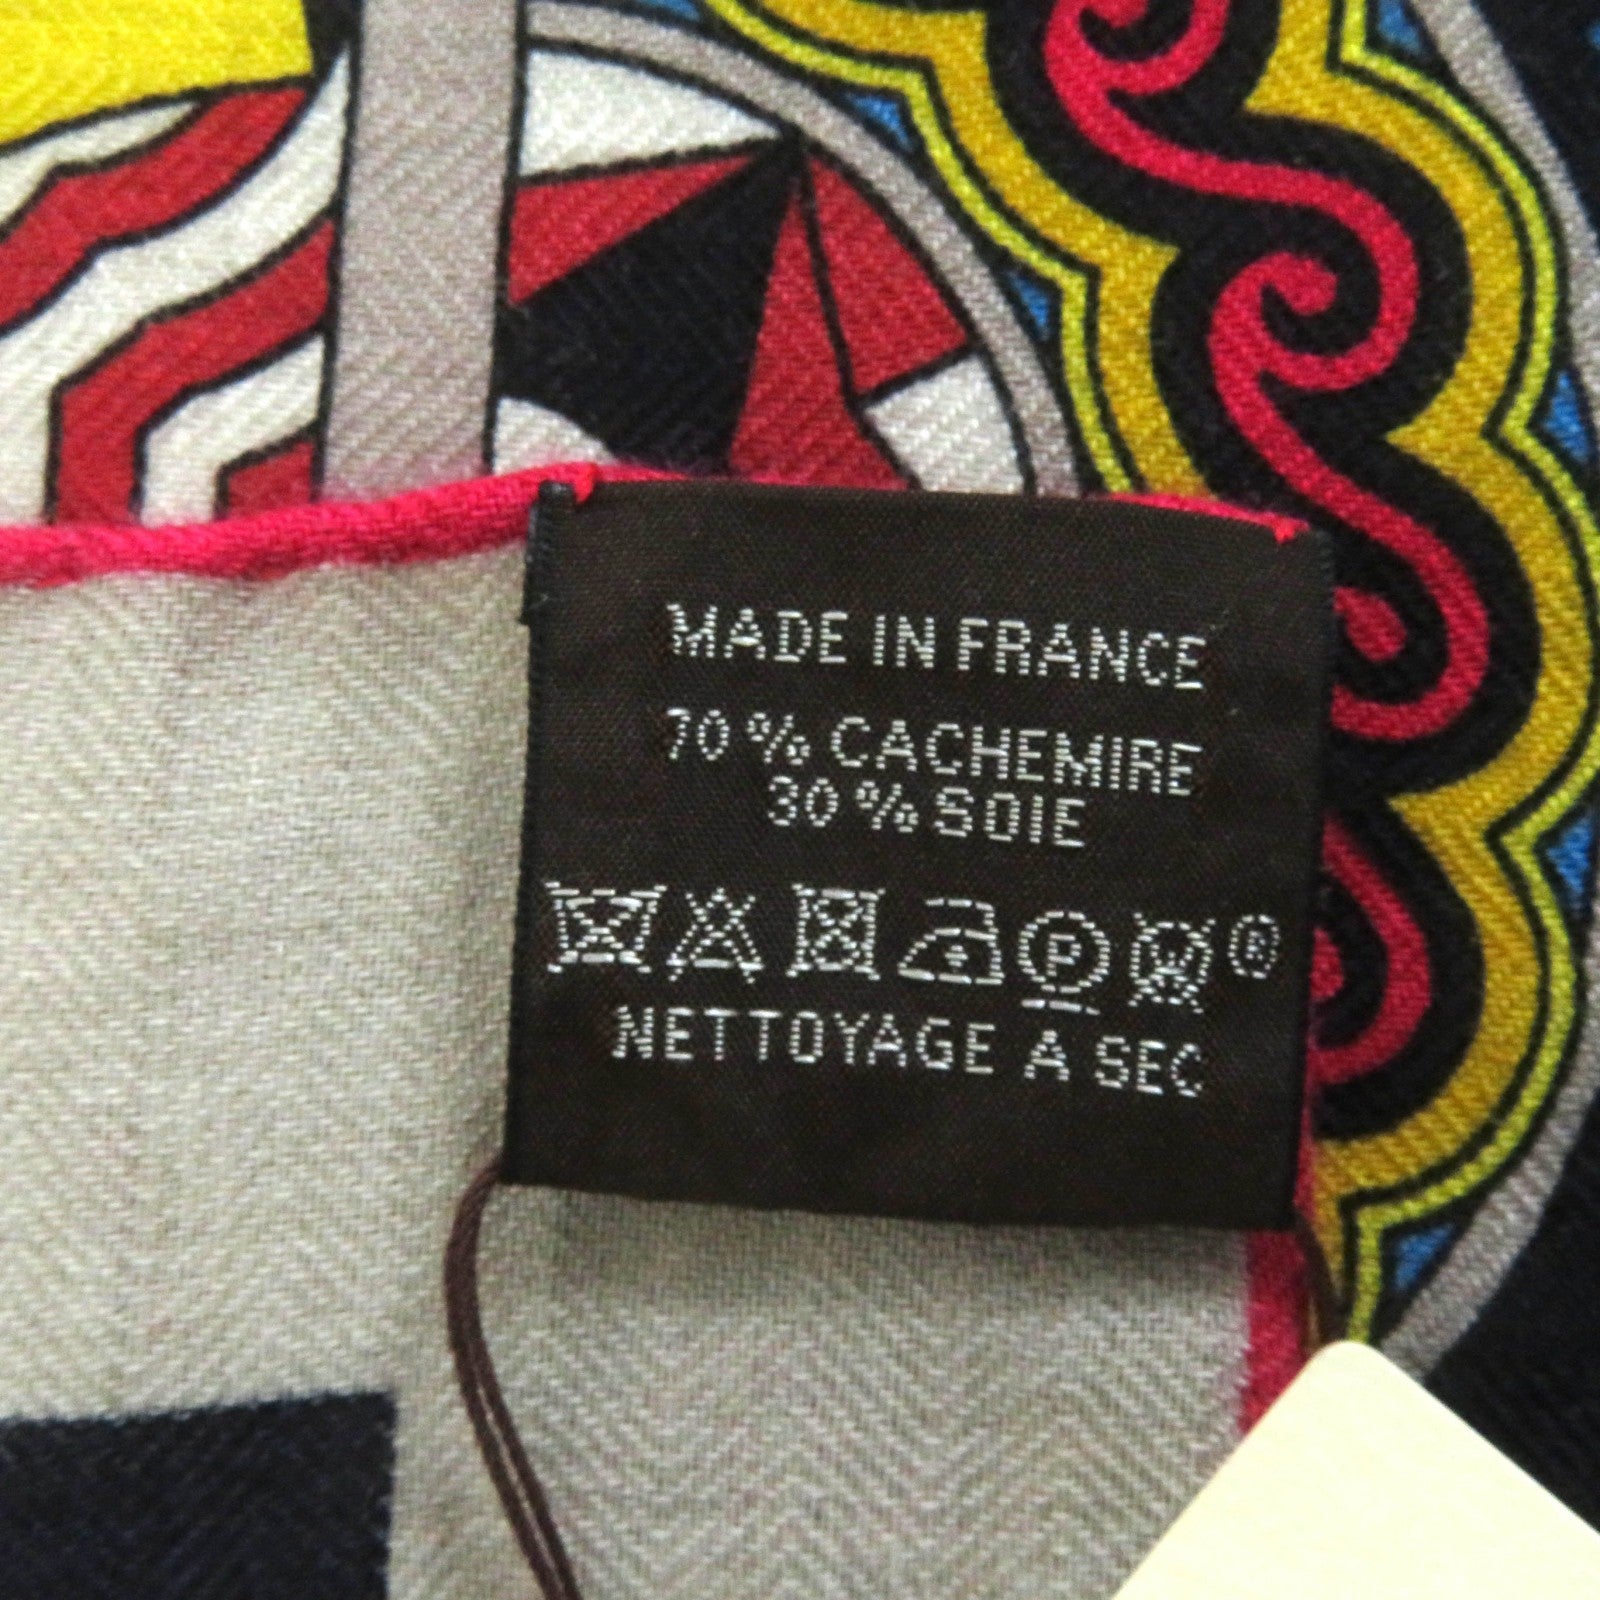 MADE IN FRANCE
70 % CACHEMIRE
30 % SOIE
P W ®
NETTOYAGE A SEC